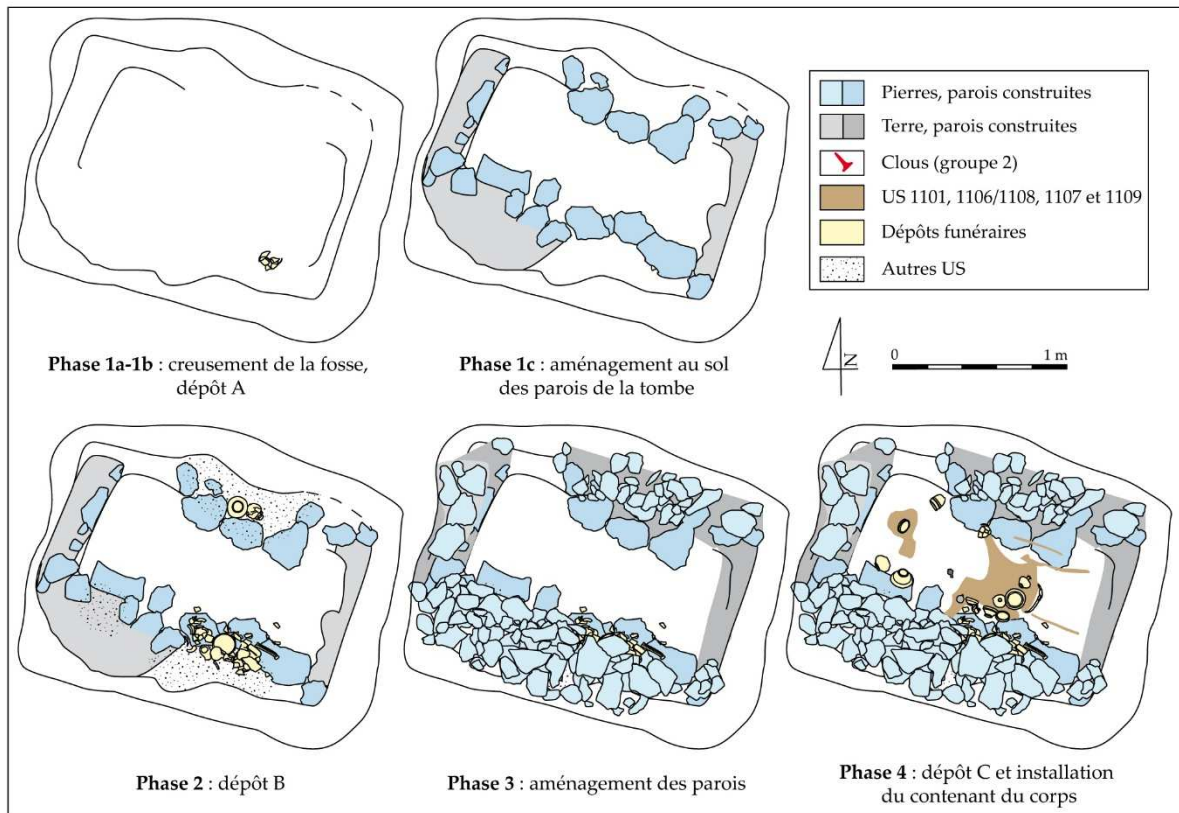 Pierres, parois construites
Terre, parois construites
Clous (groupe 2)
US 1101, 1106/1108, 1107 et 1109
Dépôts funéraires
Autres US
N
0 1 m
Phase 1a-1b : creusement de la fosse,
dépôt A
Phase 1c : aménagement au sol
des parois de la tombe
Phase 2 : dépôt B
Phase 3 : aménagement des parois
Phase 4 : dépôt C et installation
du contenant du corps